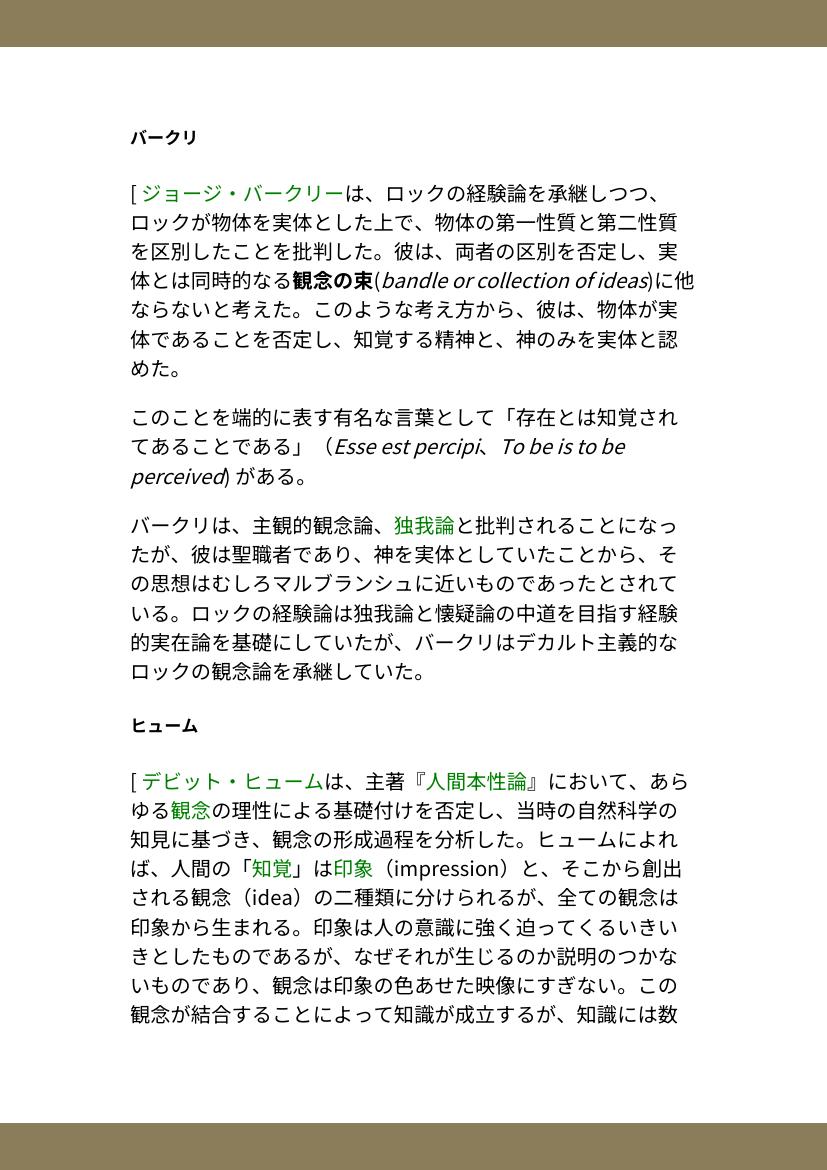 バークリ
[ ジョージ・バークリーは、ロックの経験論を承継しつつ、
ロックが物体を実体とした上で、物体の第一性質と第二性質
を区別したことを批判した。彼は、両者の区別を否定し、実
体とは同時的なる観念の束(bandle or collection of ideas)に他
ならないと考えた。このような考え方から、彼は、物体が実
体であることを否定し、知覚する精神と、神のみを実体と認
めた。
このことを端的に表す有名な言葉として「存在とは知覚され
てあることである」（Esse est percipi、To be is to be
perceived) がある。
バークリは、主観的観念論、独我論と批判されることになっ
たが、彼は聖職者であり、神を実体としていたことから、そ
の思想はむしろマルブランシュに近いものであったとされて
いる。ロックの経験論は独我論と懐疑論の中道を目指す経験
的実在論を基礎にしていたが、バークリはデカルト主義的な
ロックの観念論を承継していた。
ヒューム
[ デビット・ヒュームは、主著『人間本性論』において、あら
ゆる観念の理性による基礎付けを否定し、当時の自然科学の
知見に基づき、観念の形成過程を分析した。ヒュームによれ
ば、人間の「知覚」は印象（impression）と、そこから創出
される観念（idea）の二種類に分けられるが、全ての観念は
印象から生まれる。印象は人の意識に強く迫ってくるいきい
きとしたものであるが、なぜそれが生じるのか説明のつかな
いものであり、観念は印象の色あせた映像にすぎない。この
観念が結合することによって知識が成立するが、知識には数